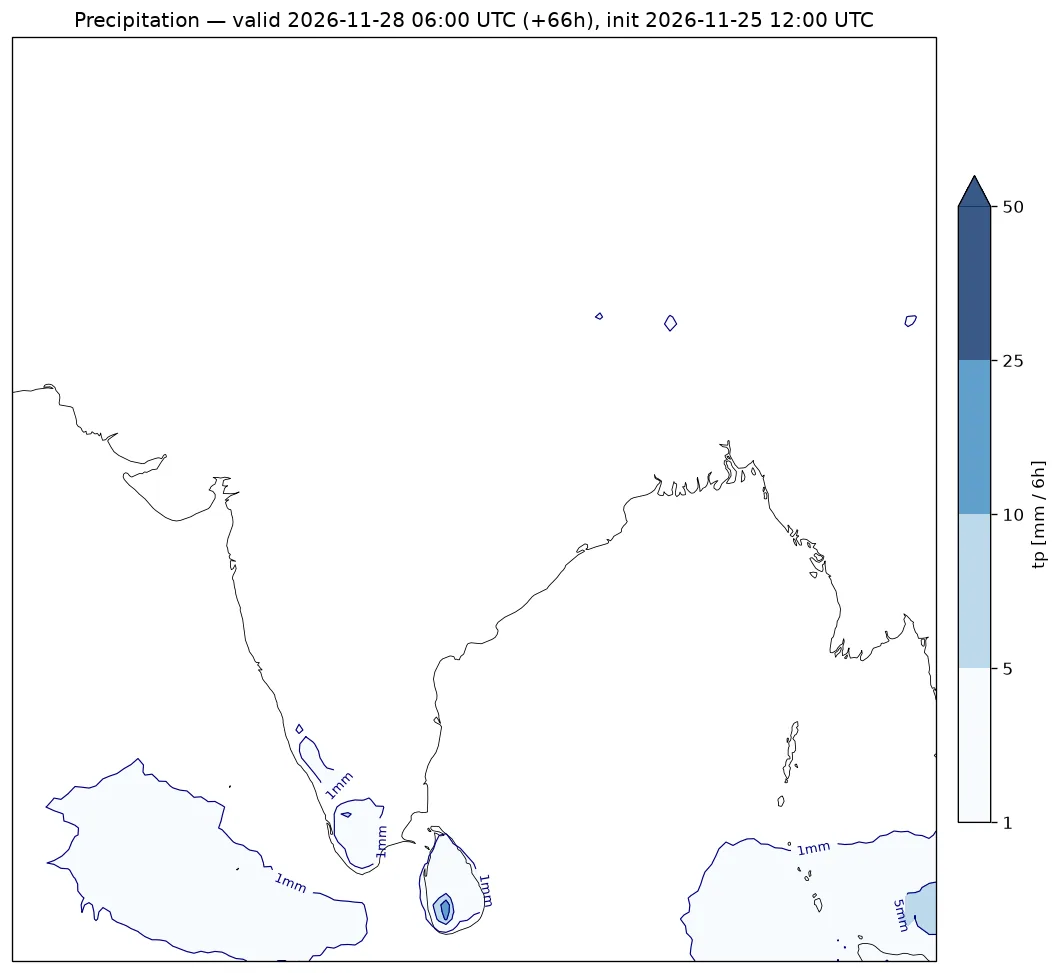 Precipitation — valid 2026-11-28 06:00 UTC (+66h), init 2026-11-25 12:00 UTC
50
25
10
5
1
tp [mm / 6h]
1mm
1mm
1mm
1mm
1mm
5mm